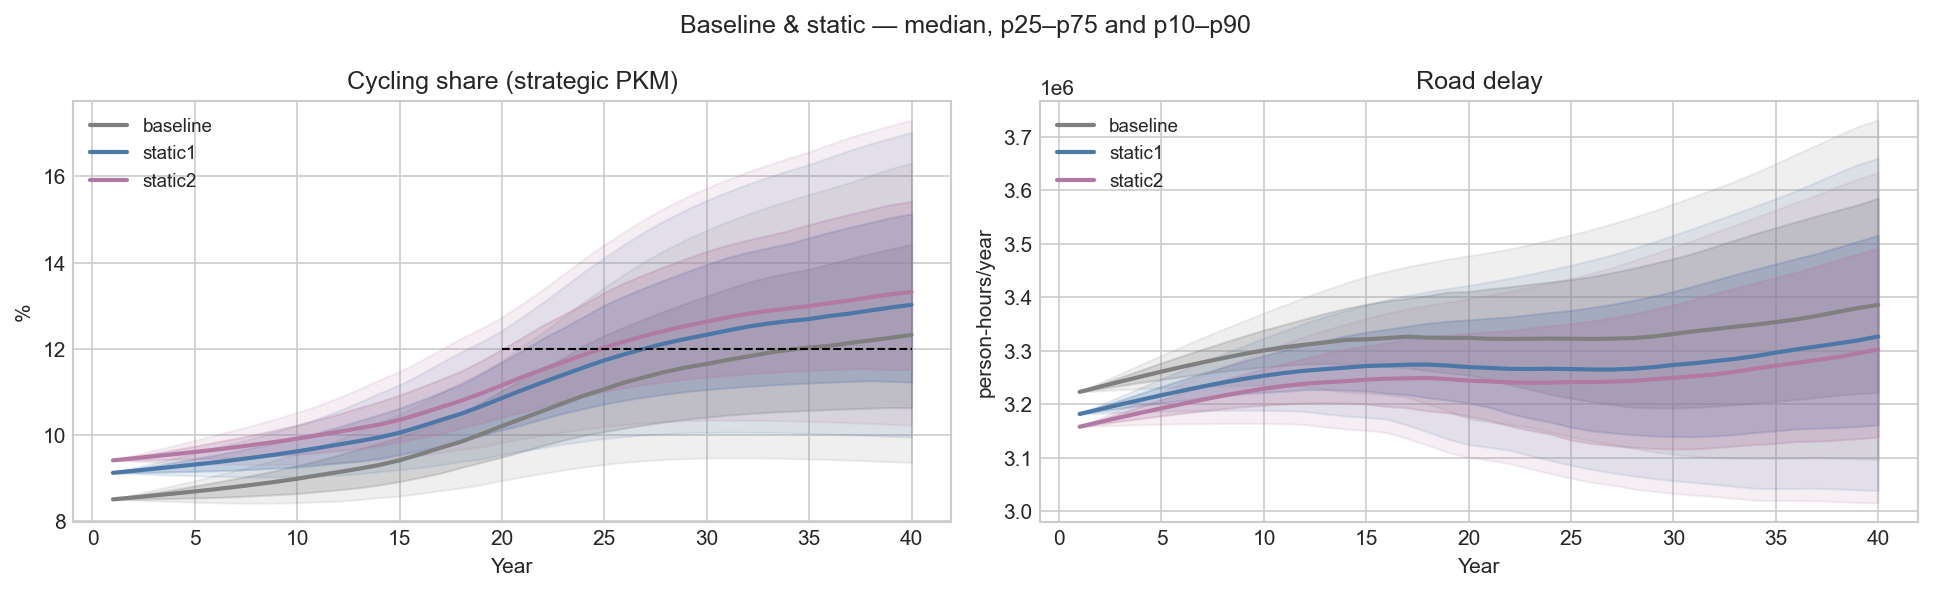 Baseline & static — median, p25–p75 and p10–p90
Cycling share (strategic PKM)
baseline
static1
static2
16
14
12
10
8
%
0 5 10 15 20 25 30 35 40
Year
Road delay
1e6
baseline
static1
static2
3.7
3.6
3.5
3.4
3.3
3.2
3.1
3.0
person-hours/year
0 5 10 15 20 25 30 35 40
Year